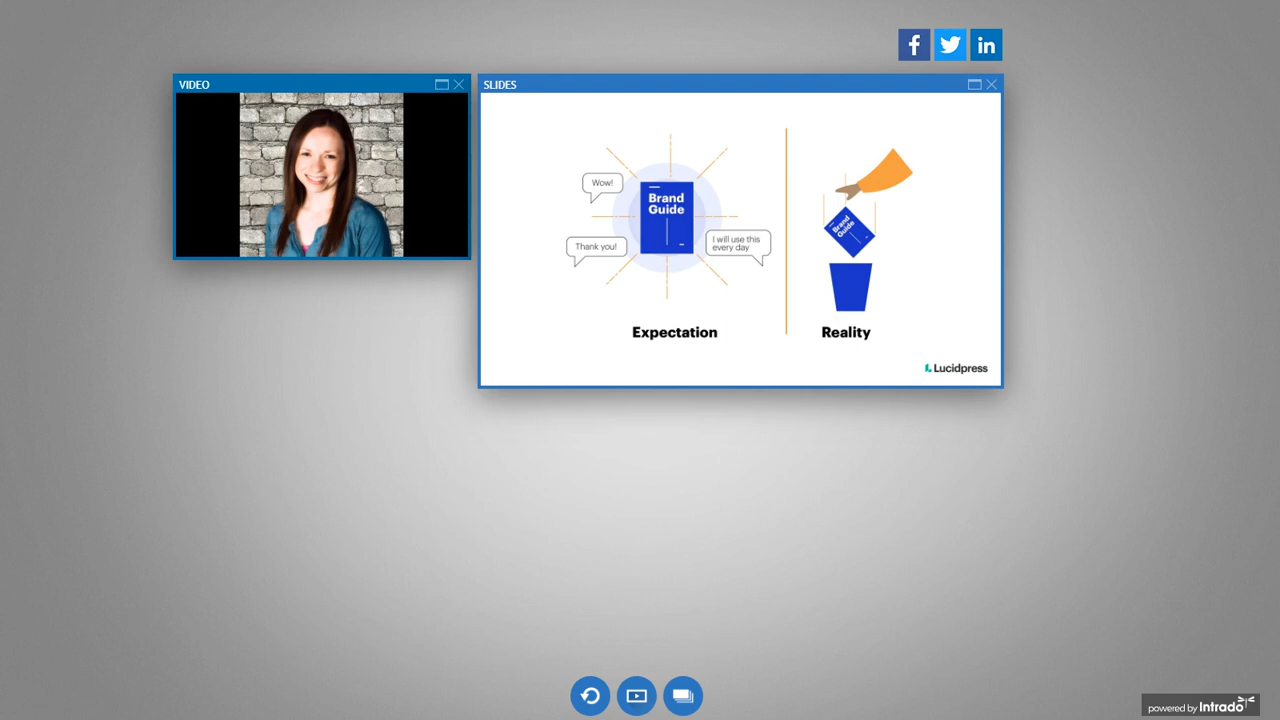 VIDEO
SLIDES
Wow!
Brand
Guide
Thank you!
I will use this
every day
Brand
Guide
Expectation
Reality
Lucidpress
powered by Intrado